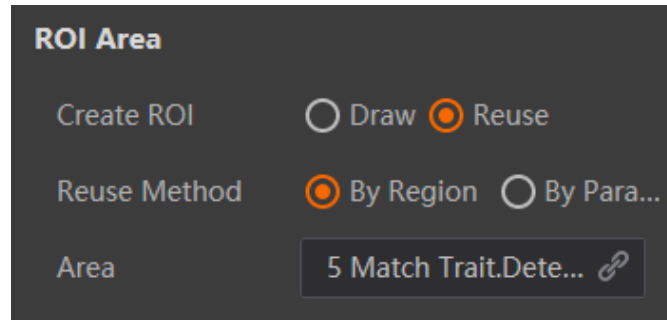 ROI Area
Create ROI Draw Reuse
Reuse Method By Region By Para...
Area 5 Match Trait.Dete...